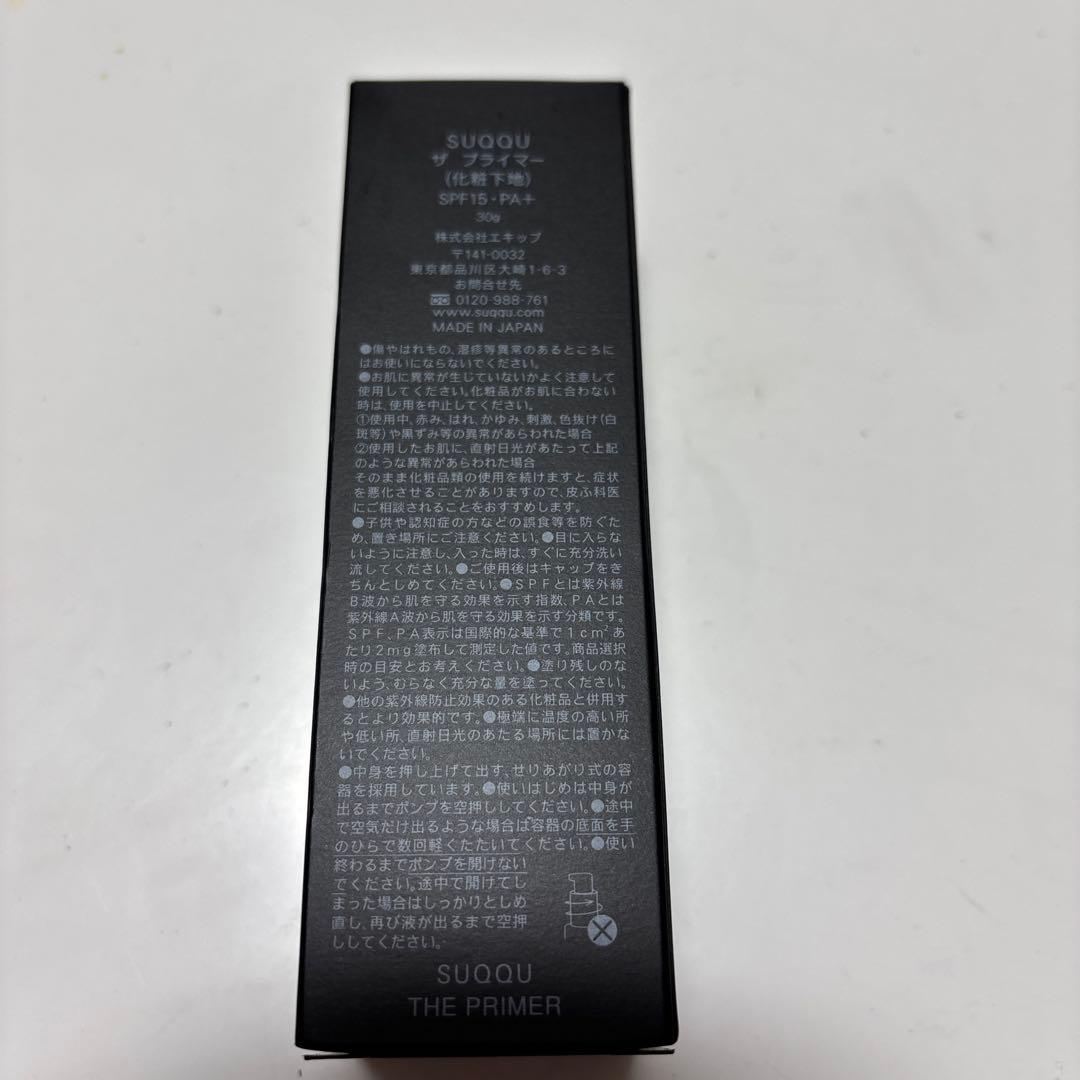 SUQQU
ザ プライマー
(化粧下地)
SPF15・PA＋
30g
株式会社エキップ
〒141-0032
東京都品川区大崎1-6-3
お問合せ先
0120-988-761
www.suqqu.com
MADE IN JAPAN
●傷やはれもの、湿疹等異常のあるところに
はお使いにならないでください。
●お肌に異常が生じていないかよく注意して
使用してください。化粧品がお肌に合わない
時は、使用を中止してください。
①使用中、赤み、はれ、かゆみ、刺激、色抜け(白
斑等)や黒ずみ等の異常があらわれた場合
②使用したお肌に、直射日光があたって上記
のような異常があらわれた場合
そのまま化粧品類の使用を続けますと、症状
を悪化させることがありますので、皮ふ科医
にご相談されることをおすすめします。
●子供や認知症の方などの誤食等を防ぐた
め、置き場所にご注意ください。●目に入らな
いように注意し、入った時は、すぐに充分洗い
流してください。●ご使用後はキャップをき
ちんとしめてください。●SPFとは紫外線
B波から肌を守る効果を示す指数、PAとは
紫外線A波から肌を守る効果を示す分類です。
SPF、PA表示は国際的な基準で1cm²あ
たり2mg塗布して測定した値です。商品選択
時の目安とお考えください。●塗り残しのな
いよう、むらなく充分な量を塗ってください。
●他の紫外線防止効果のある化粧品と併用す
るとより効果的です。●極端に温度の高い所
や低い所、直射日光のあたる場所には置かな
いでください。
●中身を押し上げて出す、せりあがり式の容
器を採用しています。●使いはじめは中身が
出るまでポンプを空押ししてください。●途中
で空気だけ出るような場合は容器の底面を手
のひらで数回軽くたたいてください。●使い
終わるまでポンプを開けない
でください。途中で開けてし
まった場合はしっかりとしめ
直し、再び液が出るまで空押
ししてください。
SUQQU
THE PRIMER